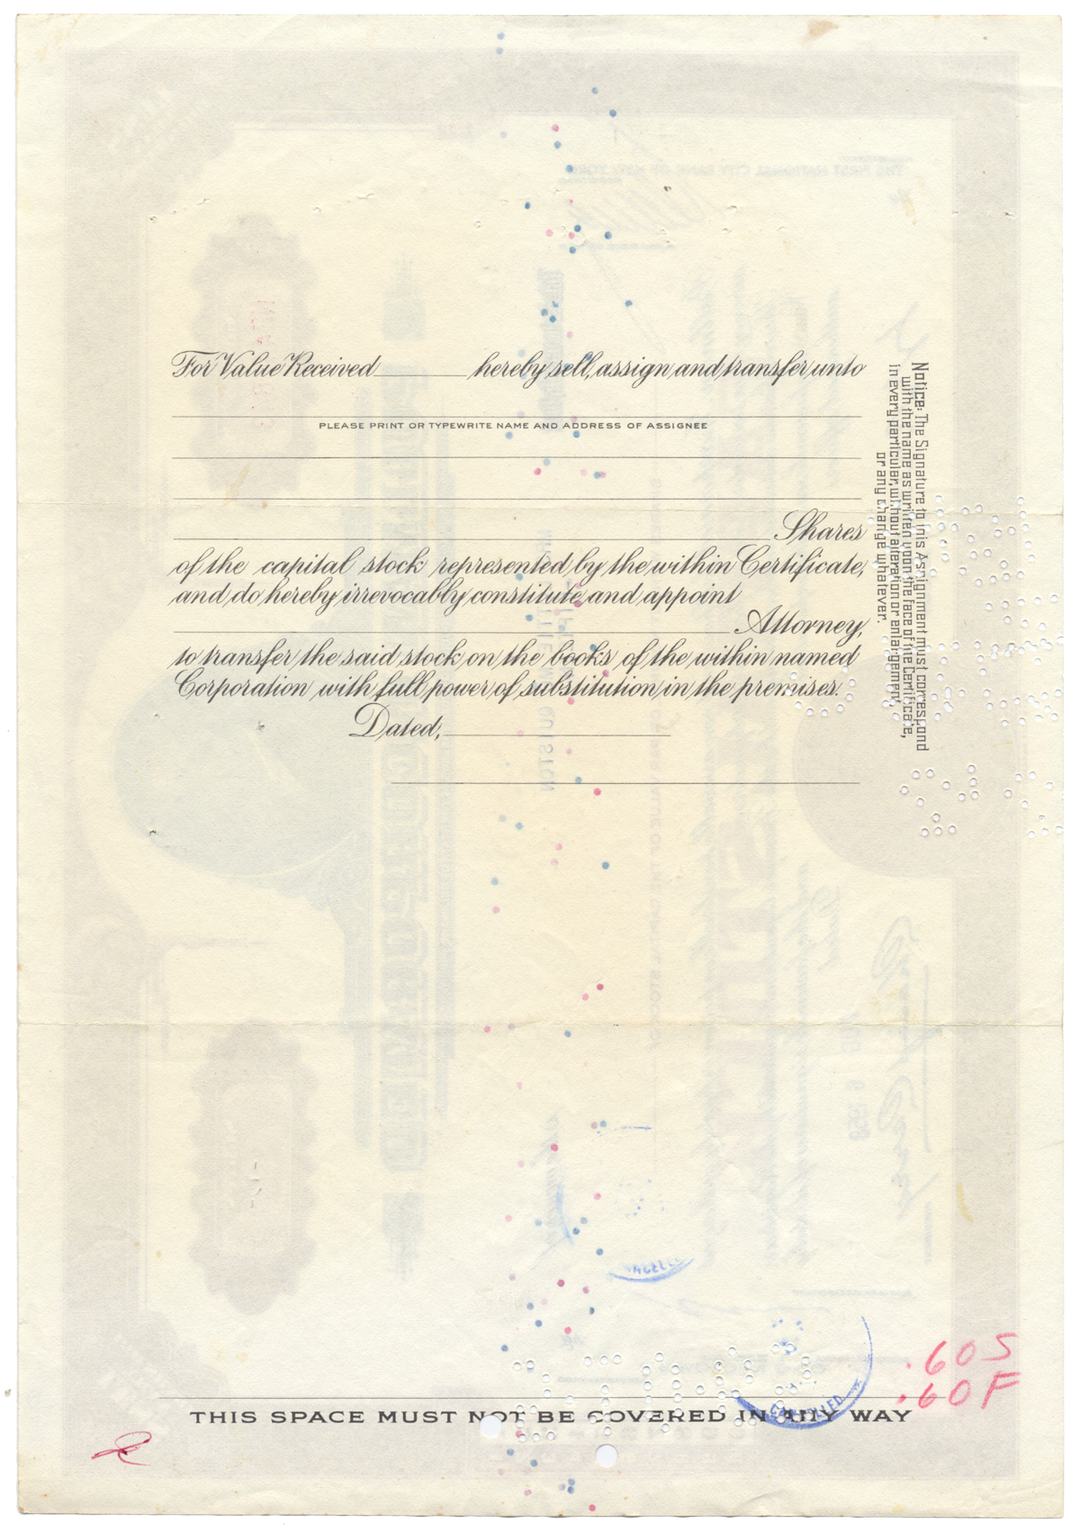 For Value Received ________ hereby sell, assign and transfer unto
PLEASE PRINT OR TYPEWRITE NAME AND ADDRESS OF ASSIGNEE
Shares
of the capital stock represented by the within Certificate,
and do hereby irrevocably constitute and appoint
Attorney,
to transfer the said stock on the books of the within named
Corporation with full power of substitution in the premises.
Dated,
Notice: The Signature to this Assignment must correspond
with the name as written upon the face of the Certificate,
in every particular, without alteration or enlargement,
or any change whatever.
.60S
.60F
CANCELLED
THIS SPACE MUST NOT BE COVERED IN ANY WAY